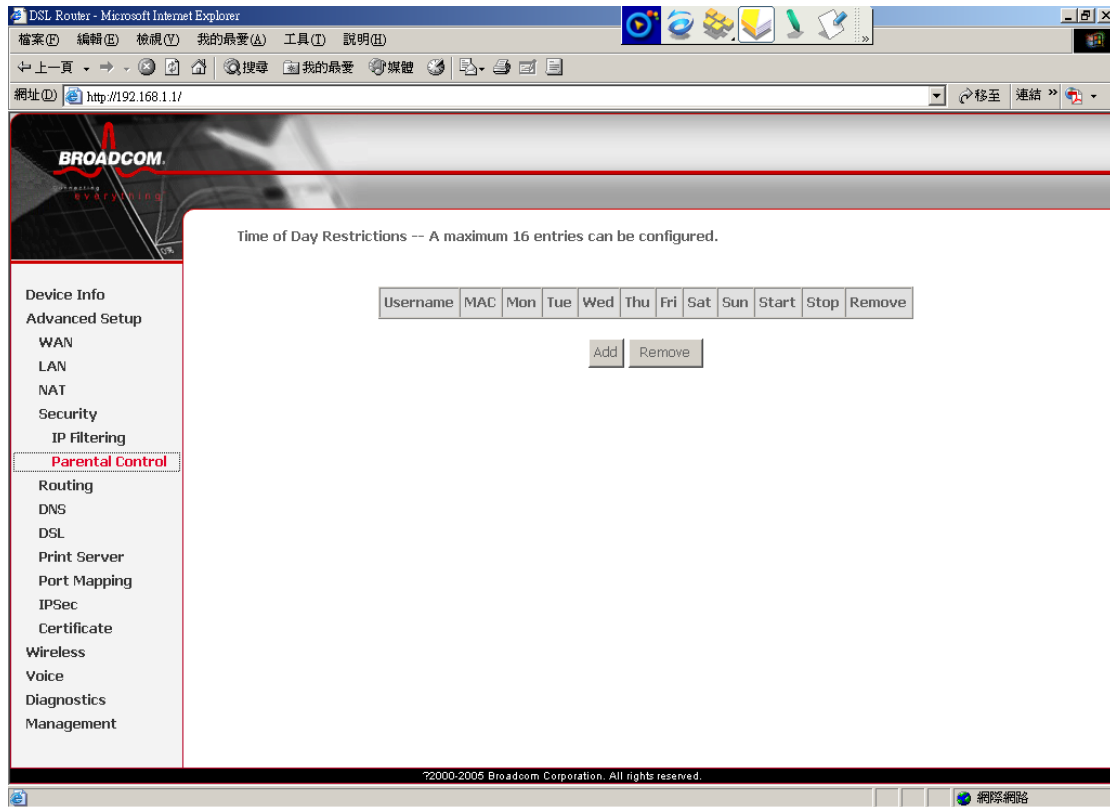 DSL Router - Microsoft Internet Explorer
檔案(F) 編輯(E) 檢視(V) 我的最愛(A) 工具(T) 說明(H)
上一頁 搜尋 我的最愛 媒體
網址(D) http://192.168.1.1/ 移至 連結 »
BROADCOM.
Connecting
everything
Time of Day Restrictions -- A maximum 16 entries can be configured.
Username MAC Mon Tue Wed Thu Fri Sat Sun Start Stop Remove
Add Remove
Device Info
Advanced Setup
WAN
LAN
NAT
Security
IP Filtering
Parental Control
Routing
DNS
DSL
Print Server
Port Mapping
IPSec
Certificate
Wireless
Voice
Diagnostics
Management
?2000-2005 Broadcom Corporation. All rights reserved.
網際網路